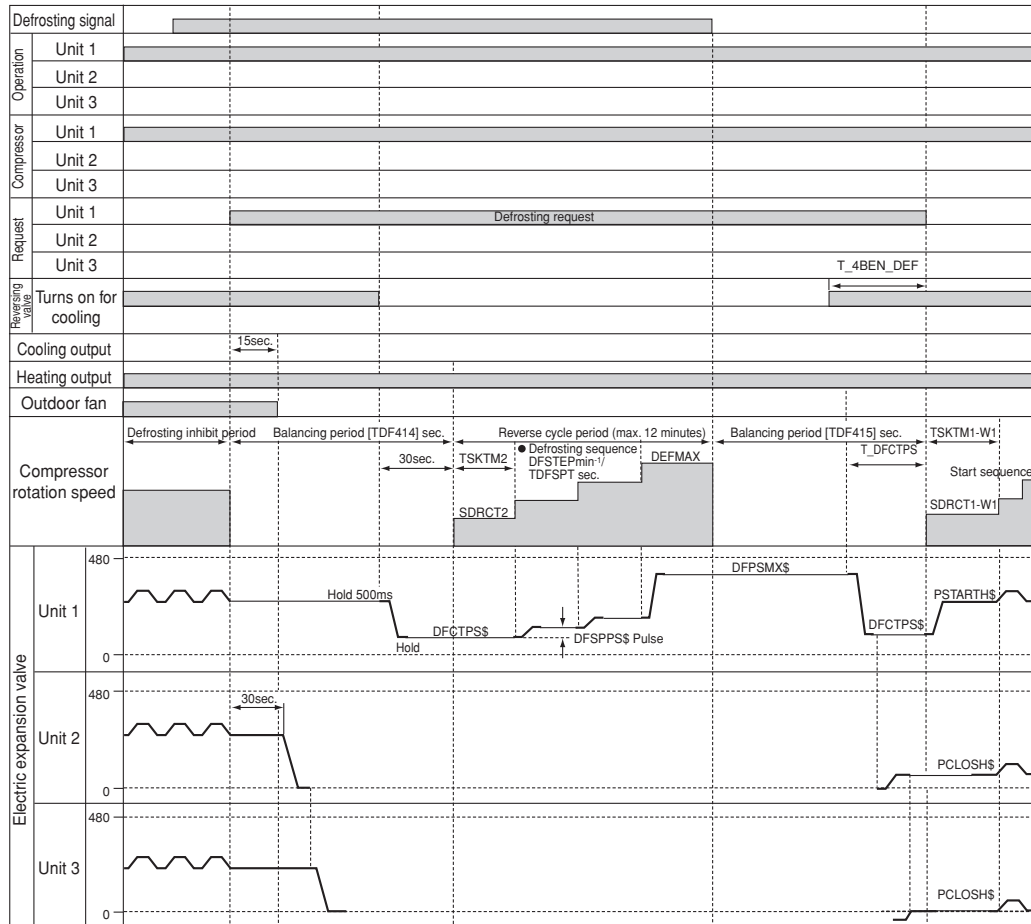 Defrosting signal
Operation
Unit 1
Unit 2
Unit 3
Compressor
Unit 1
Unit 2
Unit 3
Request
Unit 1
Defrosting request
Unit 2
Unit 3
T_4BEN_DEF
Reversing valve
Turns on for cooling
15sec.
Cooling output
Heating output
Outdoor fan
Defrosting inhibit period
Balancing period [TDF414] sec.
Reverse cycle period (max. 12 minutes)
Balancing period [TDF415] sec.
TSKTM1-W1
30sec.
TSKTM2
● Defrosting sequence
DFSTEPmin-1/
TDFSPT sec.
DEFMAX
T_DFCTPS
Start sequence
Compressor rotation speed
SDRCT2
SDRCT1-W1
Electric expansion valve
480
Unit 1
Hold 500ms
DFPSMX$
PSTARTH$
DFCTPS$
Hold
DFSPPS$ Pulse
DFCTPS$
0
480
30sec.
Unit 2
PCLOSH$
0
480
Unit 3
PCLOSH$
0